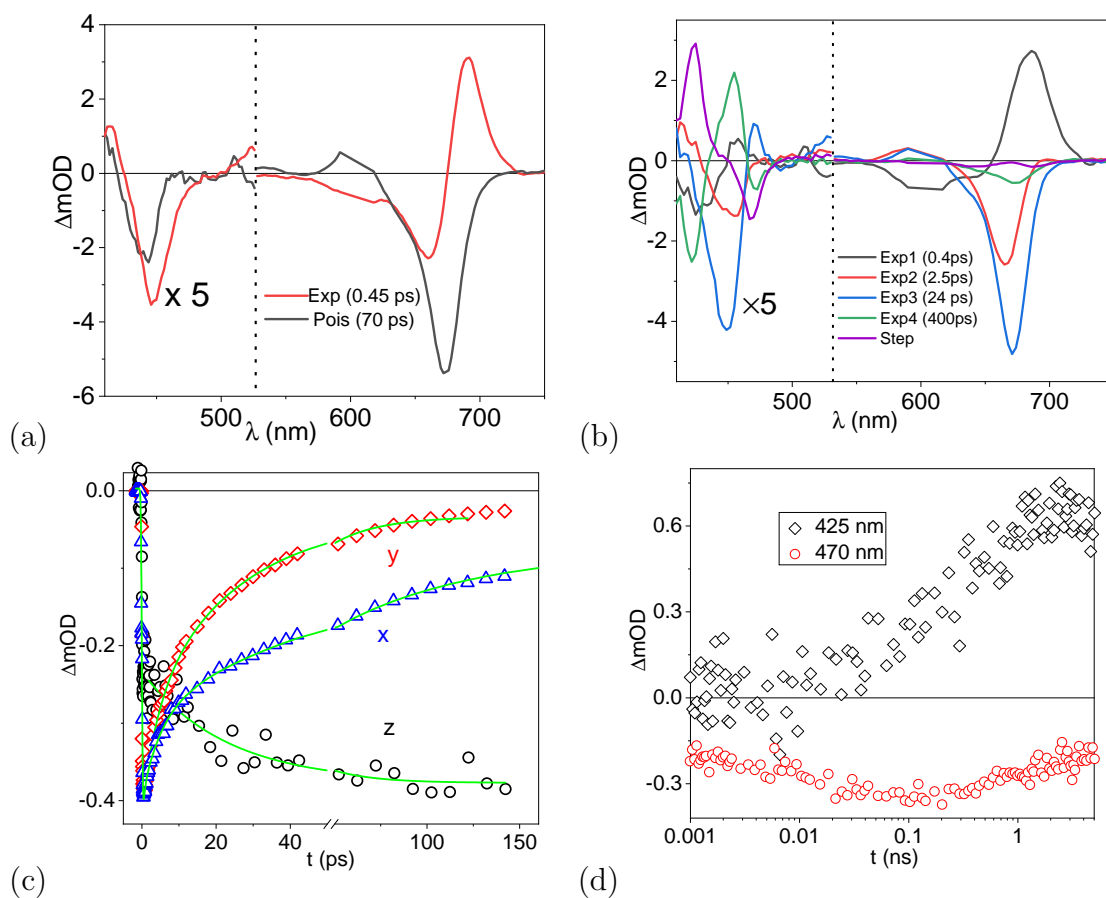 4
2
0
-2
-4
-6
ΔmOD
x 5
Exp (0.45 ps)
Pois (70 ps)
500
600
700
λ (nm)
(a)
2
0
-2
-4
ΔmOD
×5
Exp1 (0.4ps)
Exp2 (2.5ps)
Exp3 (24 ps)
Exp4 (400ps)
Step
500
600
700
λ (nm)
(b)
0.0
-0.2
-0.4
ΔmOD
y
x
z
0
20
40
100
150
t (ps)
(c)
0.6
0.3
0.0
-0.3
ΔmOD
425 nm
470 nm
0.001
0.01
0.1
1
t (ns)
(d)